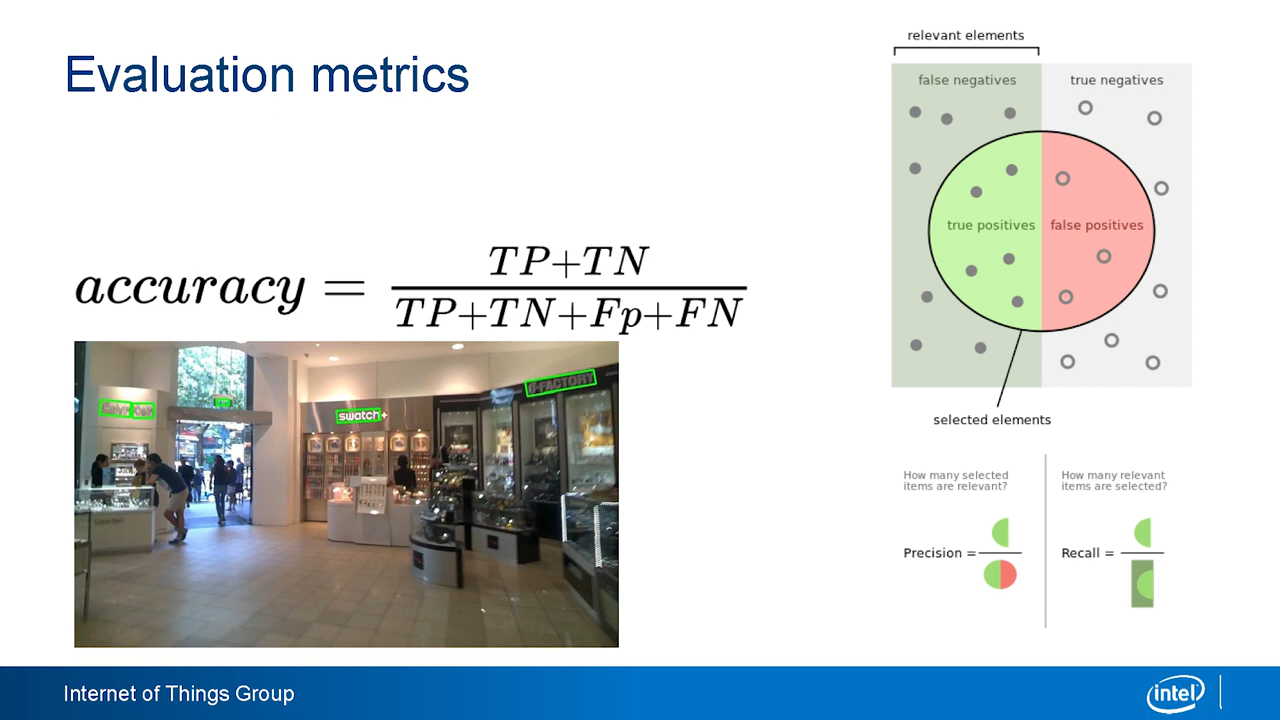 Evaluation metrics
accuracy = TP+TN
TP+TN+Fp+FN
swatch+
IT-FACTORY
relevant elements
false negatives
true negatives
true positives
false positives
selected elements
How many selected
items are relevant?
Precision =
How many relevant
items are selected?
Recall =
Internet of Things Group
intel